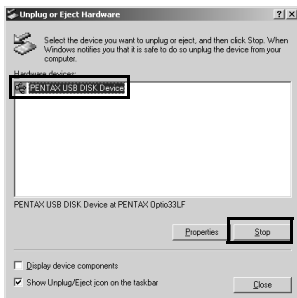 Unplug or Eject Hardware
Select the device you want to unplug or eject, and then click Stop. When
Windows notifies you that it is safe to do so unplug the device from your
computer.
Hardware devices:
PENTAX USB DISK Device
PENTAX USB DISK Device at PENTAX Optio33LF
Properties
Stop
Display device components
Show Unplug/Eject icon on the taskbar
Close